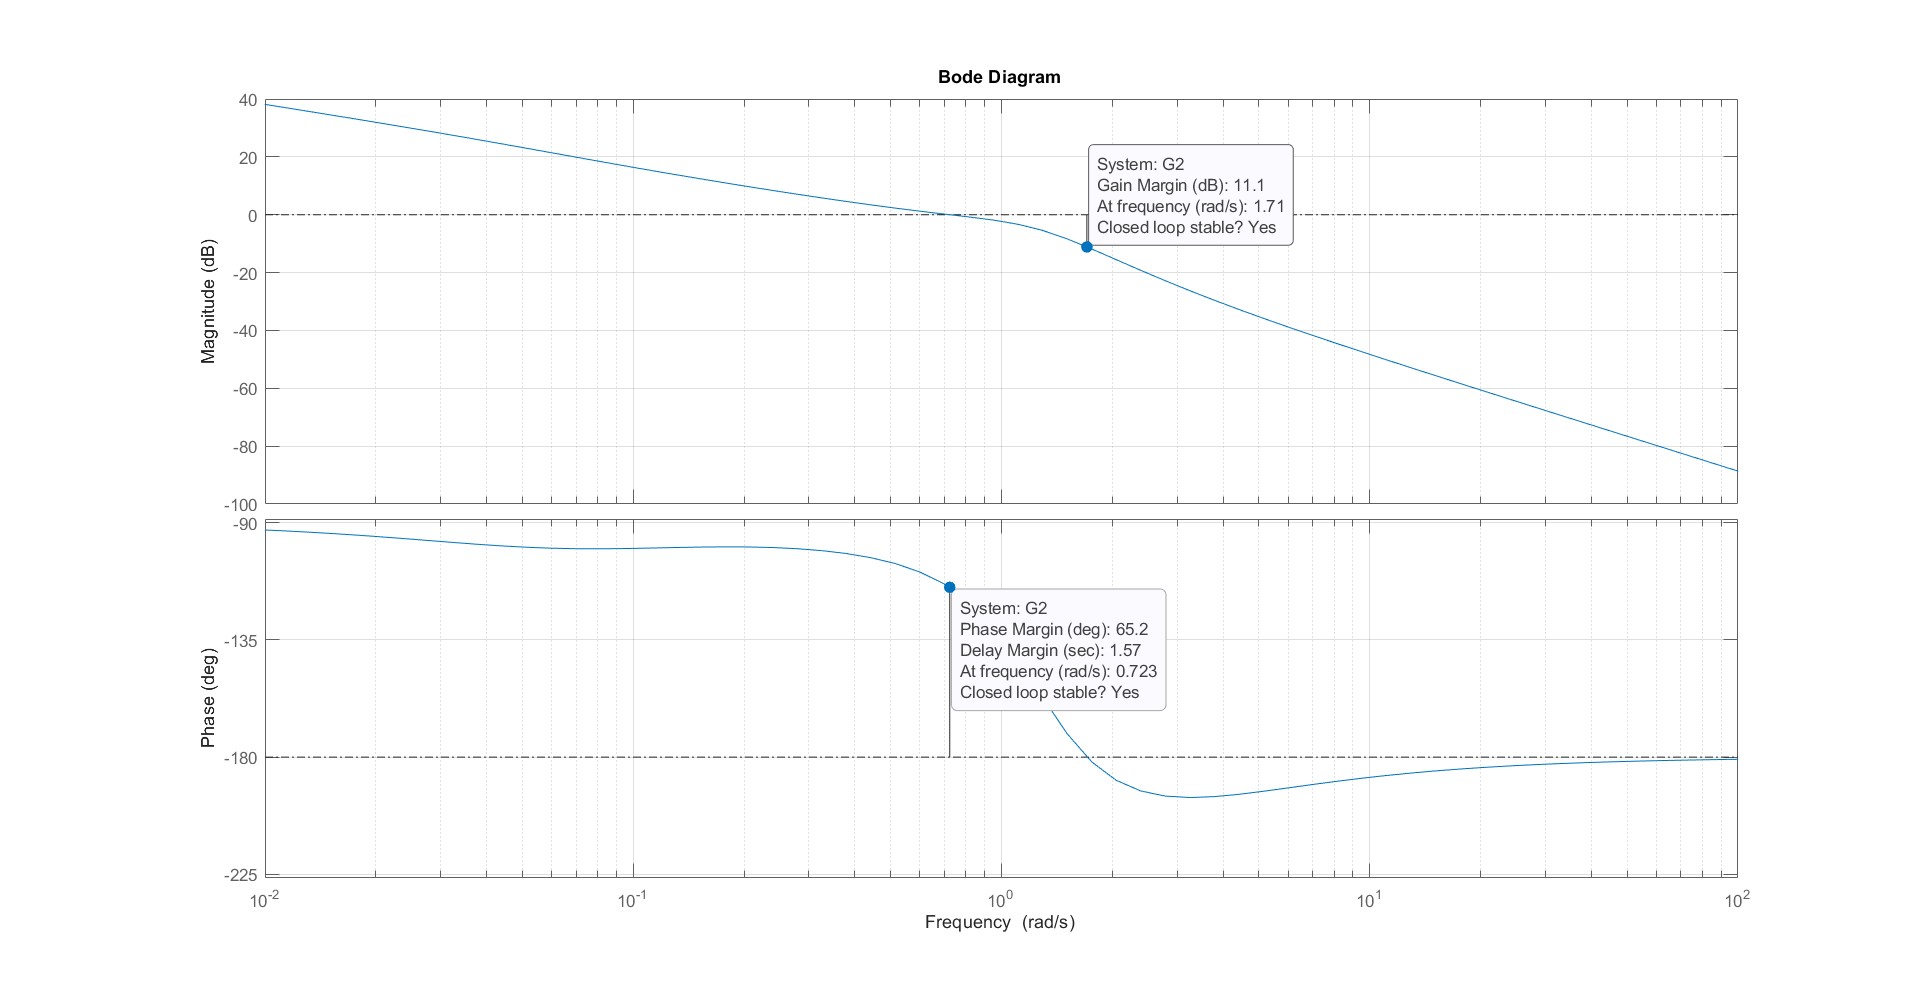 Bode Diagram
40
20
0
-20
-40
-60
-80
-100
Magnitude (dB)
System: G2
Gain Margin (dB): 11.1
At frequency (rad/s): 1.71
Closed loop stable? Yes
-90
-135
-180
-225
Phase (deg)
System: G2
Phase Margin (deg): 65.2
Delay Margin (sec): 1.57
At frequency (rad/s): 0.723
Closed loop stable? Yes
10^-2 10^-1 10^0 10^1 10^2
Frequency (rad/s)